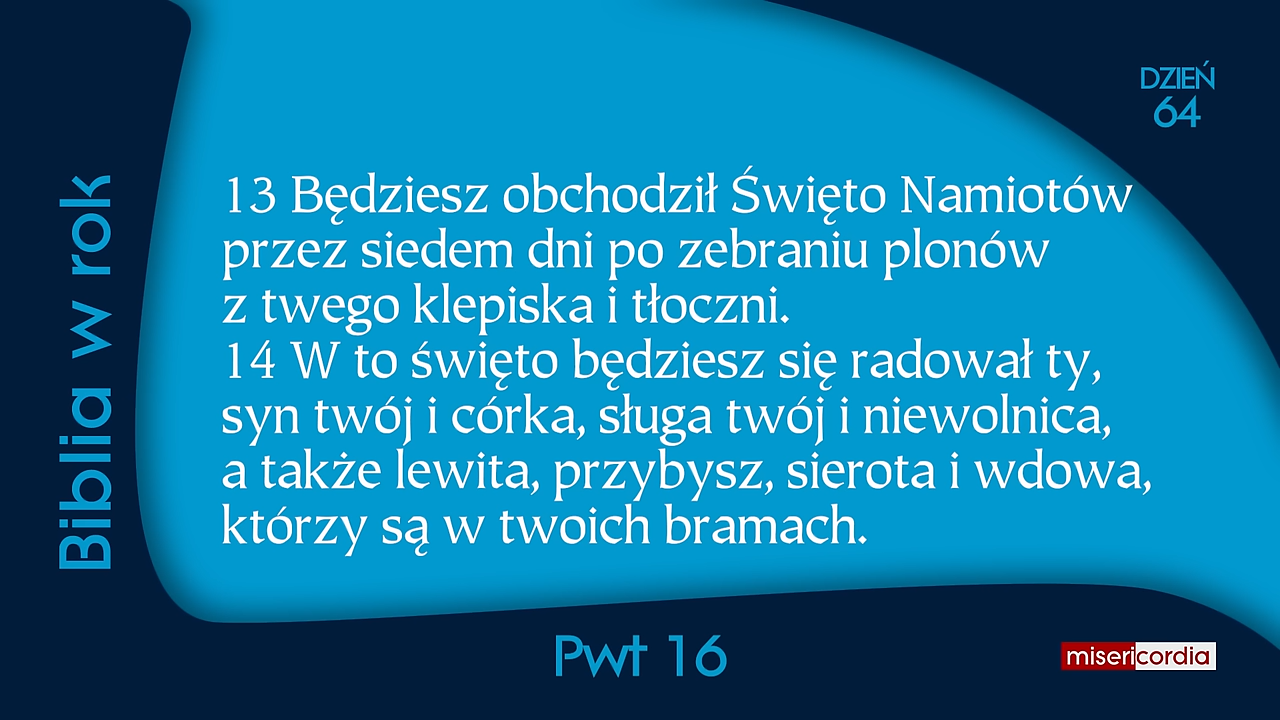 DZIEŃ
64
Biblia w rok
13 Będziesz obchodził Święto Namiotów
przez siedem dni po zebraniu plonów
z twego klepiska i tłoczni.
14 W to święto będziesz się radował ty,
syn twój i córka, sługa twój i niewolnica,
a także lewita, przybysz, sierota i wdowa,
którzy są w twoich bramach.
Pwt 16
misericordia